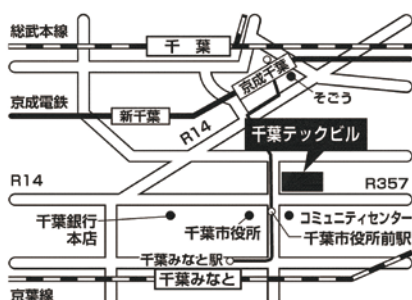 総武本線
千葉
京成千葉
そごう
京成電鉄
新千葉
R14
千葉テックビル
R14
R357
千葉銀行
本店
千葉市役所
コミュニティセンター
千葉市役所前駅
千葉みなと駅
千葉みなと
京葉線